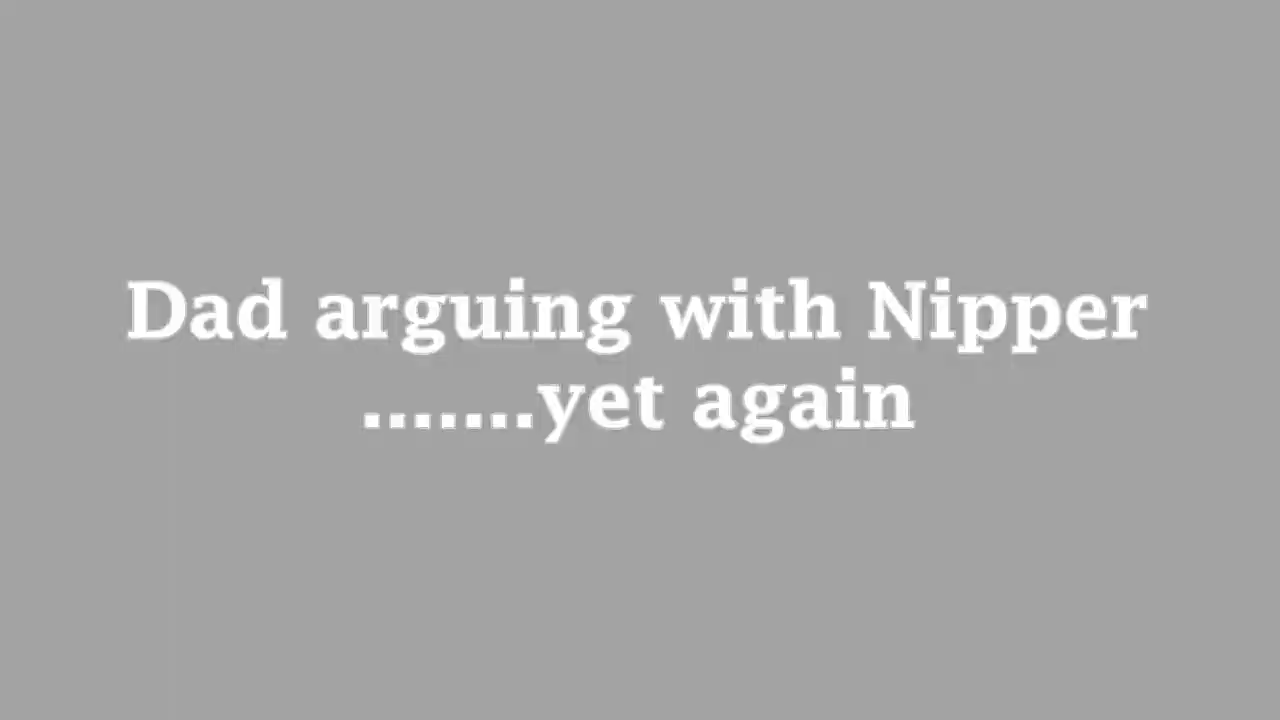 Dad arguing with Nipper
.......yet again